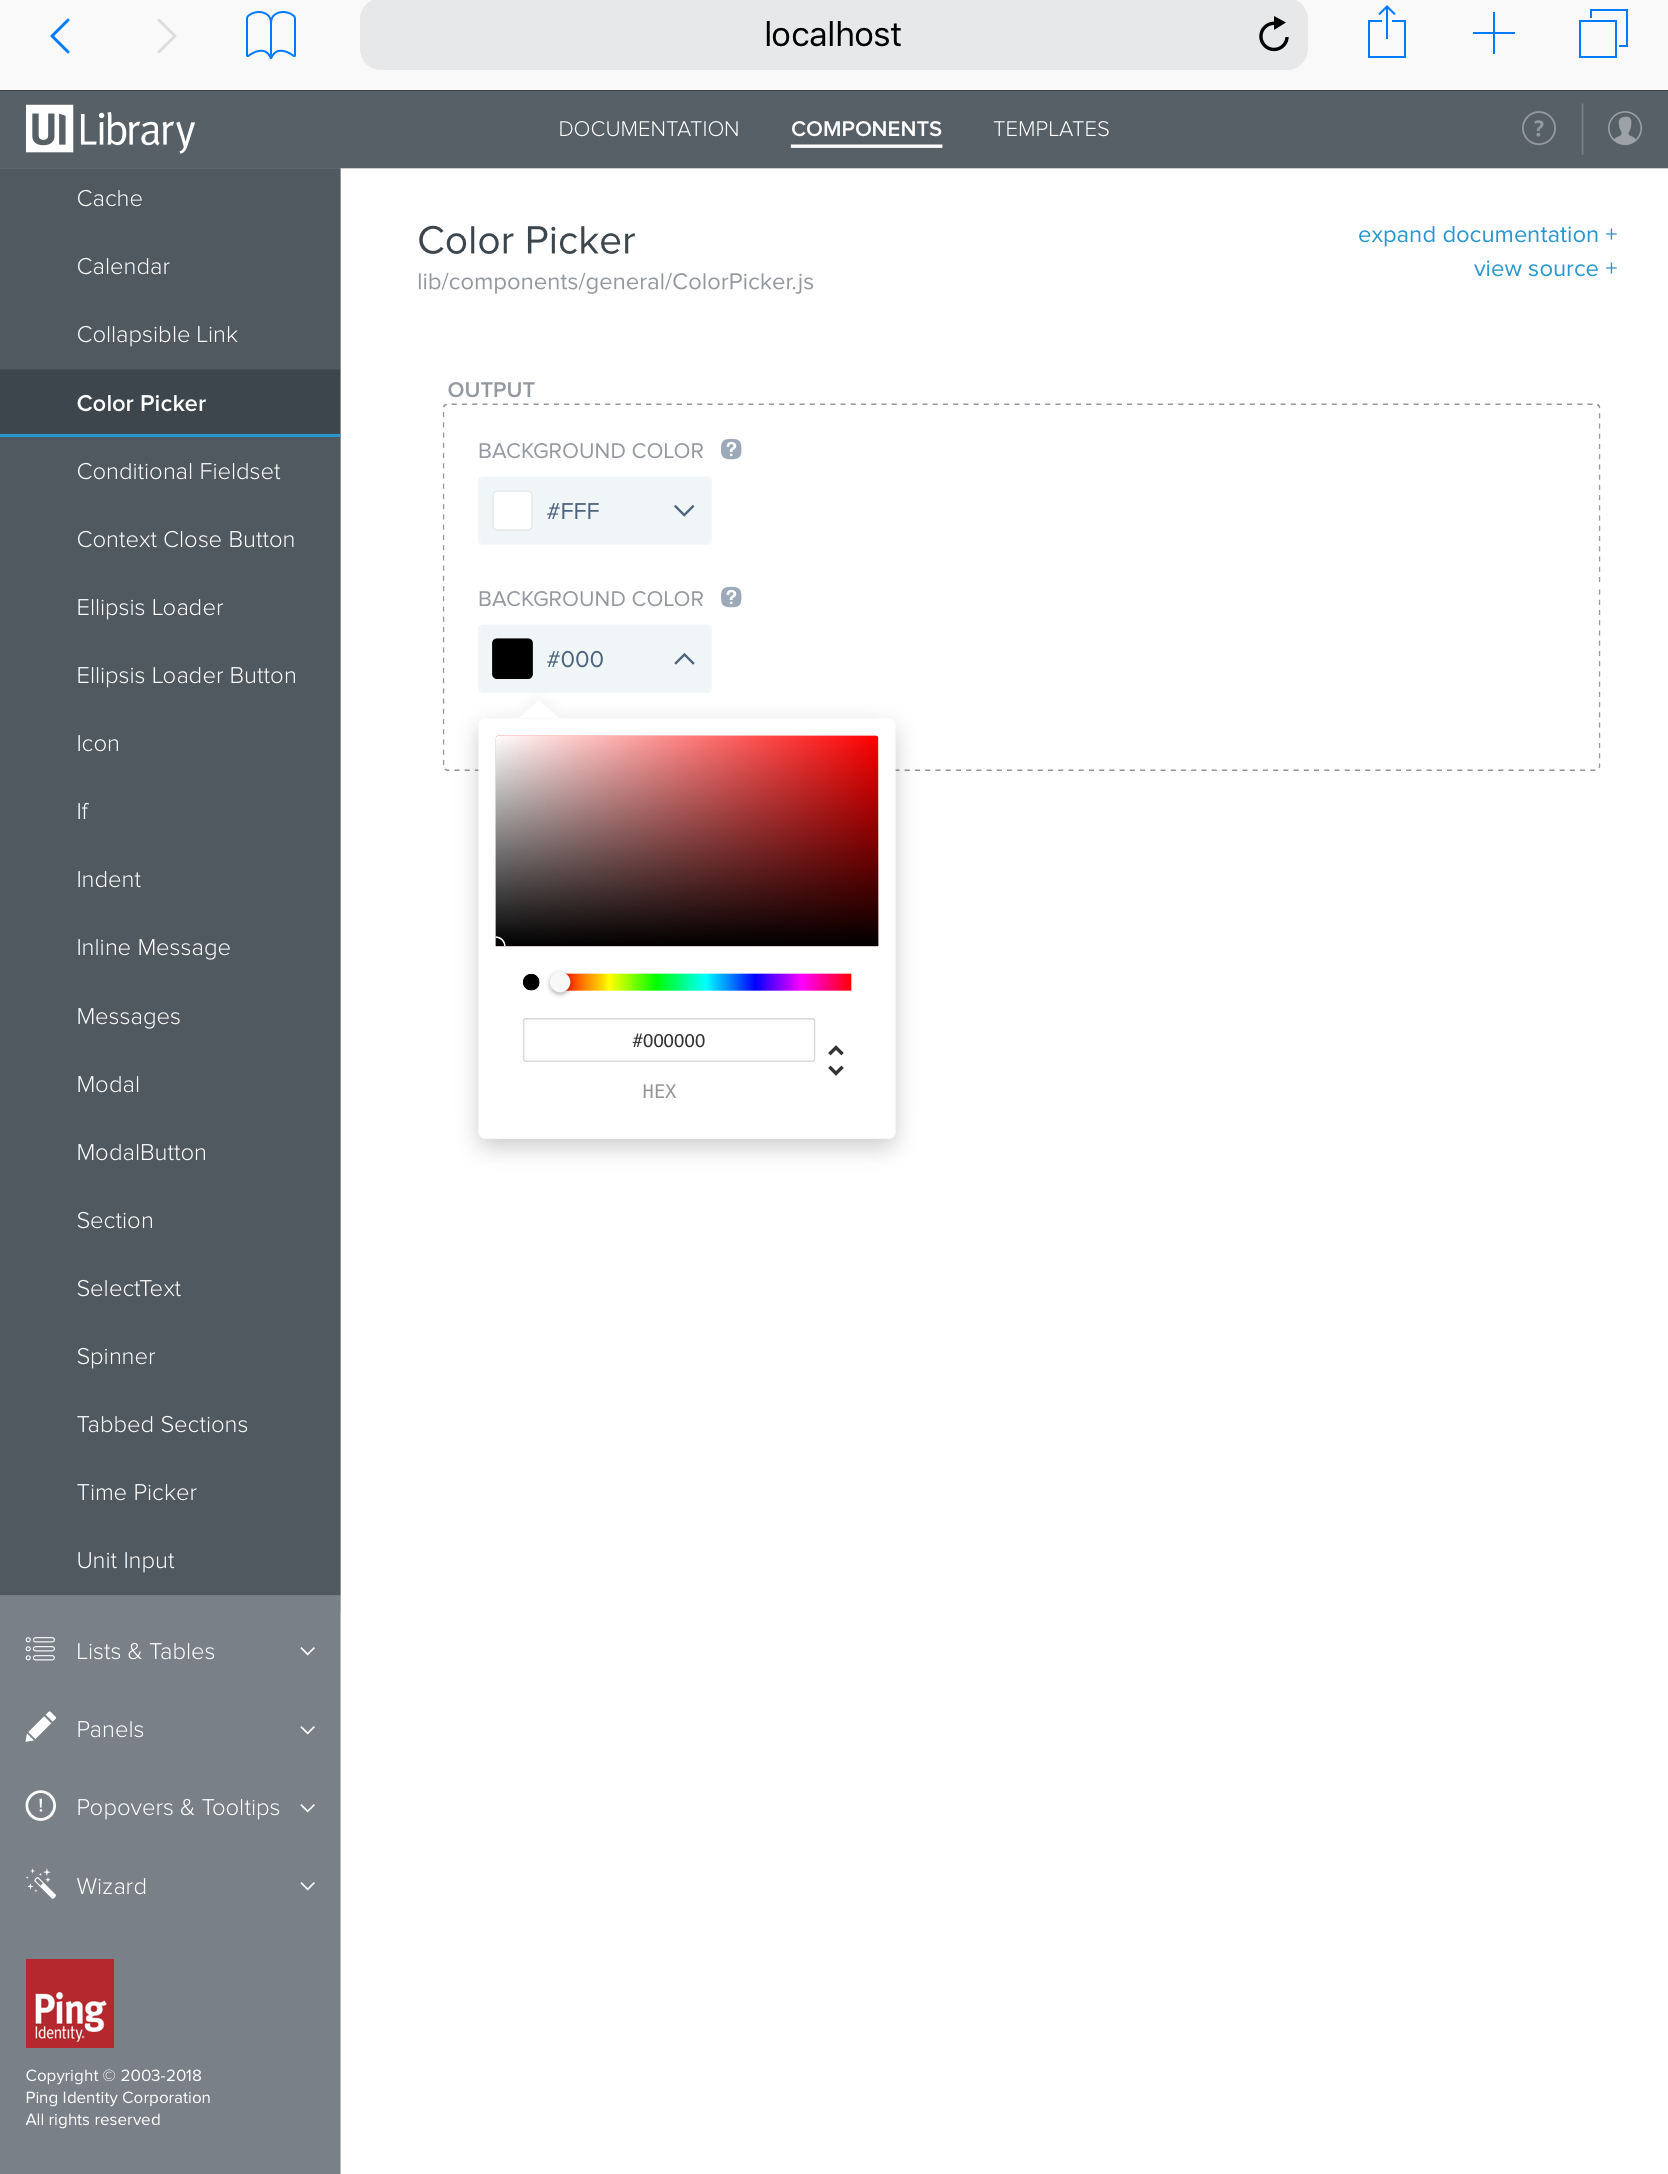 localhost
UI Library
DOCUMENTATION
COMPONENTS
TEMPLATES
?
Cache
Calendar
Collapsible Link
Color Picker
Conditional Fieldset
Context Close Button
Ellipsis Loader
Ellipsis Loader Button
Icon
If
Indent
Inline Message
Messages
Modal
ModalButton
Section
SelectText
Spinner
Tabbed Sections
Time Picker
Unit Input
Lists & Tables
Panels
Popovers & Tooltips
Wizard
Ping
Identity.
Copyright © 2003-2018
Ping Identity Corporation
All rights reserved
Color Picker
lib/components/general/ColorPicker.js
expand documentation +
view source +
OUTPUT
BACKGROUND COLOR ?
#FFF
BACKGROUND COLOR ?
#000
#000000
HEX